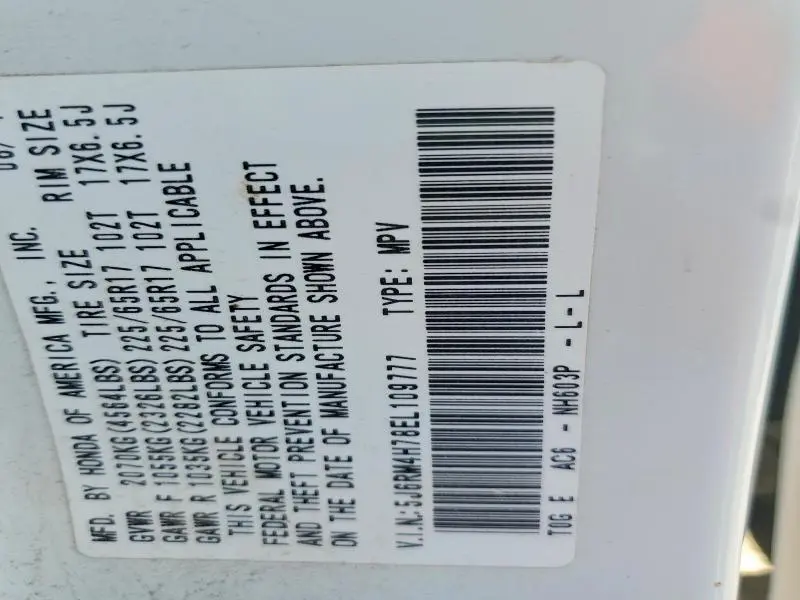 MFD. BY HONDA OF AMERICA MFG., INC.
TIRE SIZE RIM SIZE
GVWR 2070KG(4564LBS)
GAWR F 1055KG(2326LBS) 225/65R17 102T 17X6.5J
GAWR R 1035KG(2282LBS) 225/65R17 102T 17X6.5J
THIS VEHICLE CONFORMS TO ALL APPLICABLE
FEDERAL MOTOR VEHICLE SAFETY
AND THEFT PREVENTION STANDARDS IN EFFECT
ON THE DATE OF MANUFACTURE SHOWN ABOVE.
V.I.N:5J6RM4H78EL109777 TYPE: MPV
T0G E AC6 - NH603P - L - L